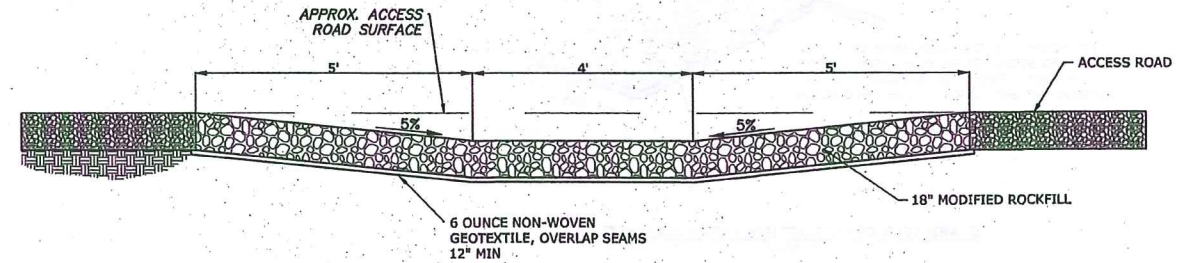 APPROX. ACCESS
ROAD SURFACE
5'
4'
5'
ACCESS ROAD
5%
5%
18" MODIFIED ROCKFILL
6 OUNCE NON-WOVEN
GEOTEXTILE, OVERLAP SEAMS
12" MIN